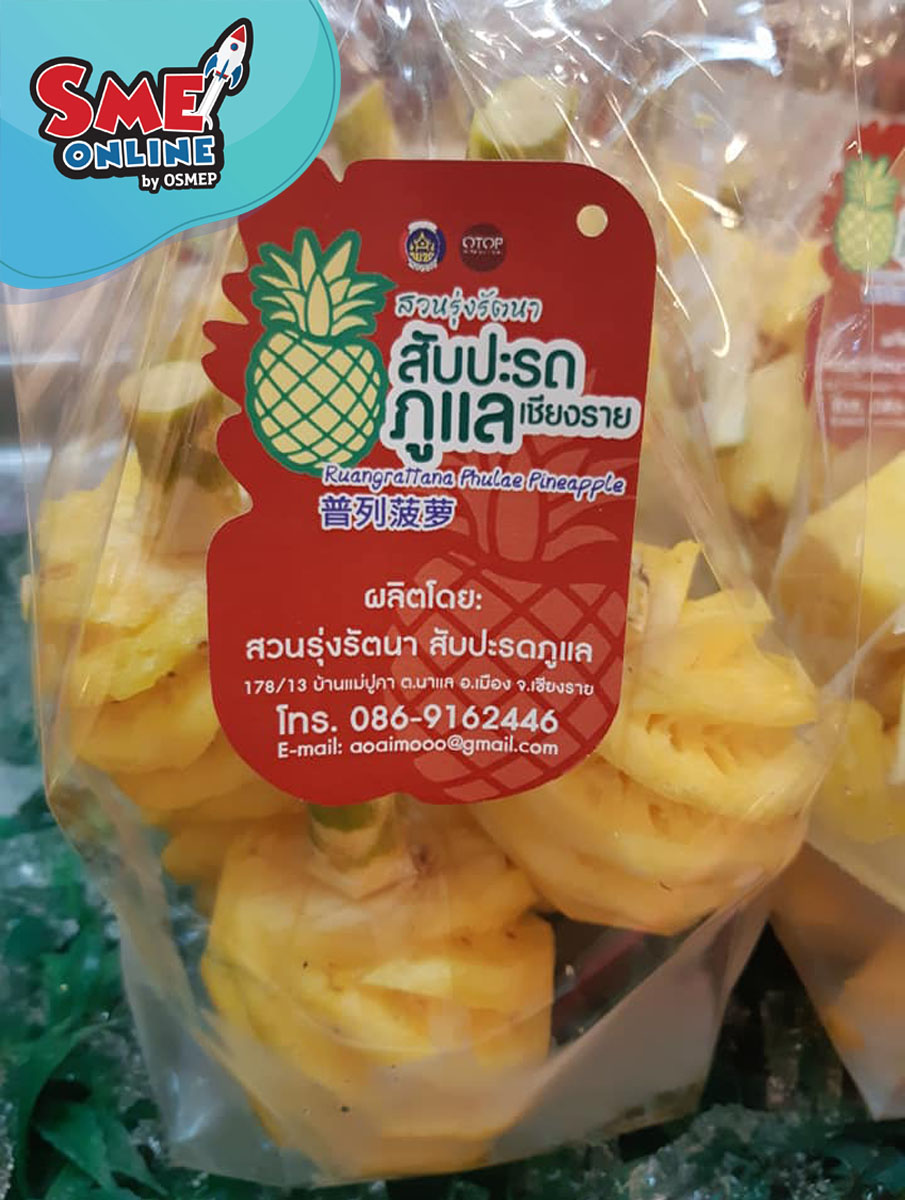 SME
ONLINE
by OSMEP
OTOP
สวนรุ่งรัตนา
สับปะรด
ภูแล เชียงราย
Ruangrattana Phulae Pineapple
普列菠萝
ผลิตโดย:
สวนรุ่งรัตนา สับปะรดภูแล
178/13 บ้านแม่ปูคา ต.นาแล อ.เมือง จ.เชียงราย
โทร. 086-9162446
E-mail: aoaimooo@gmail.com